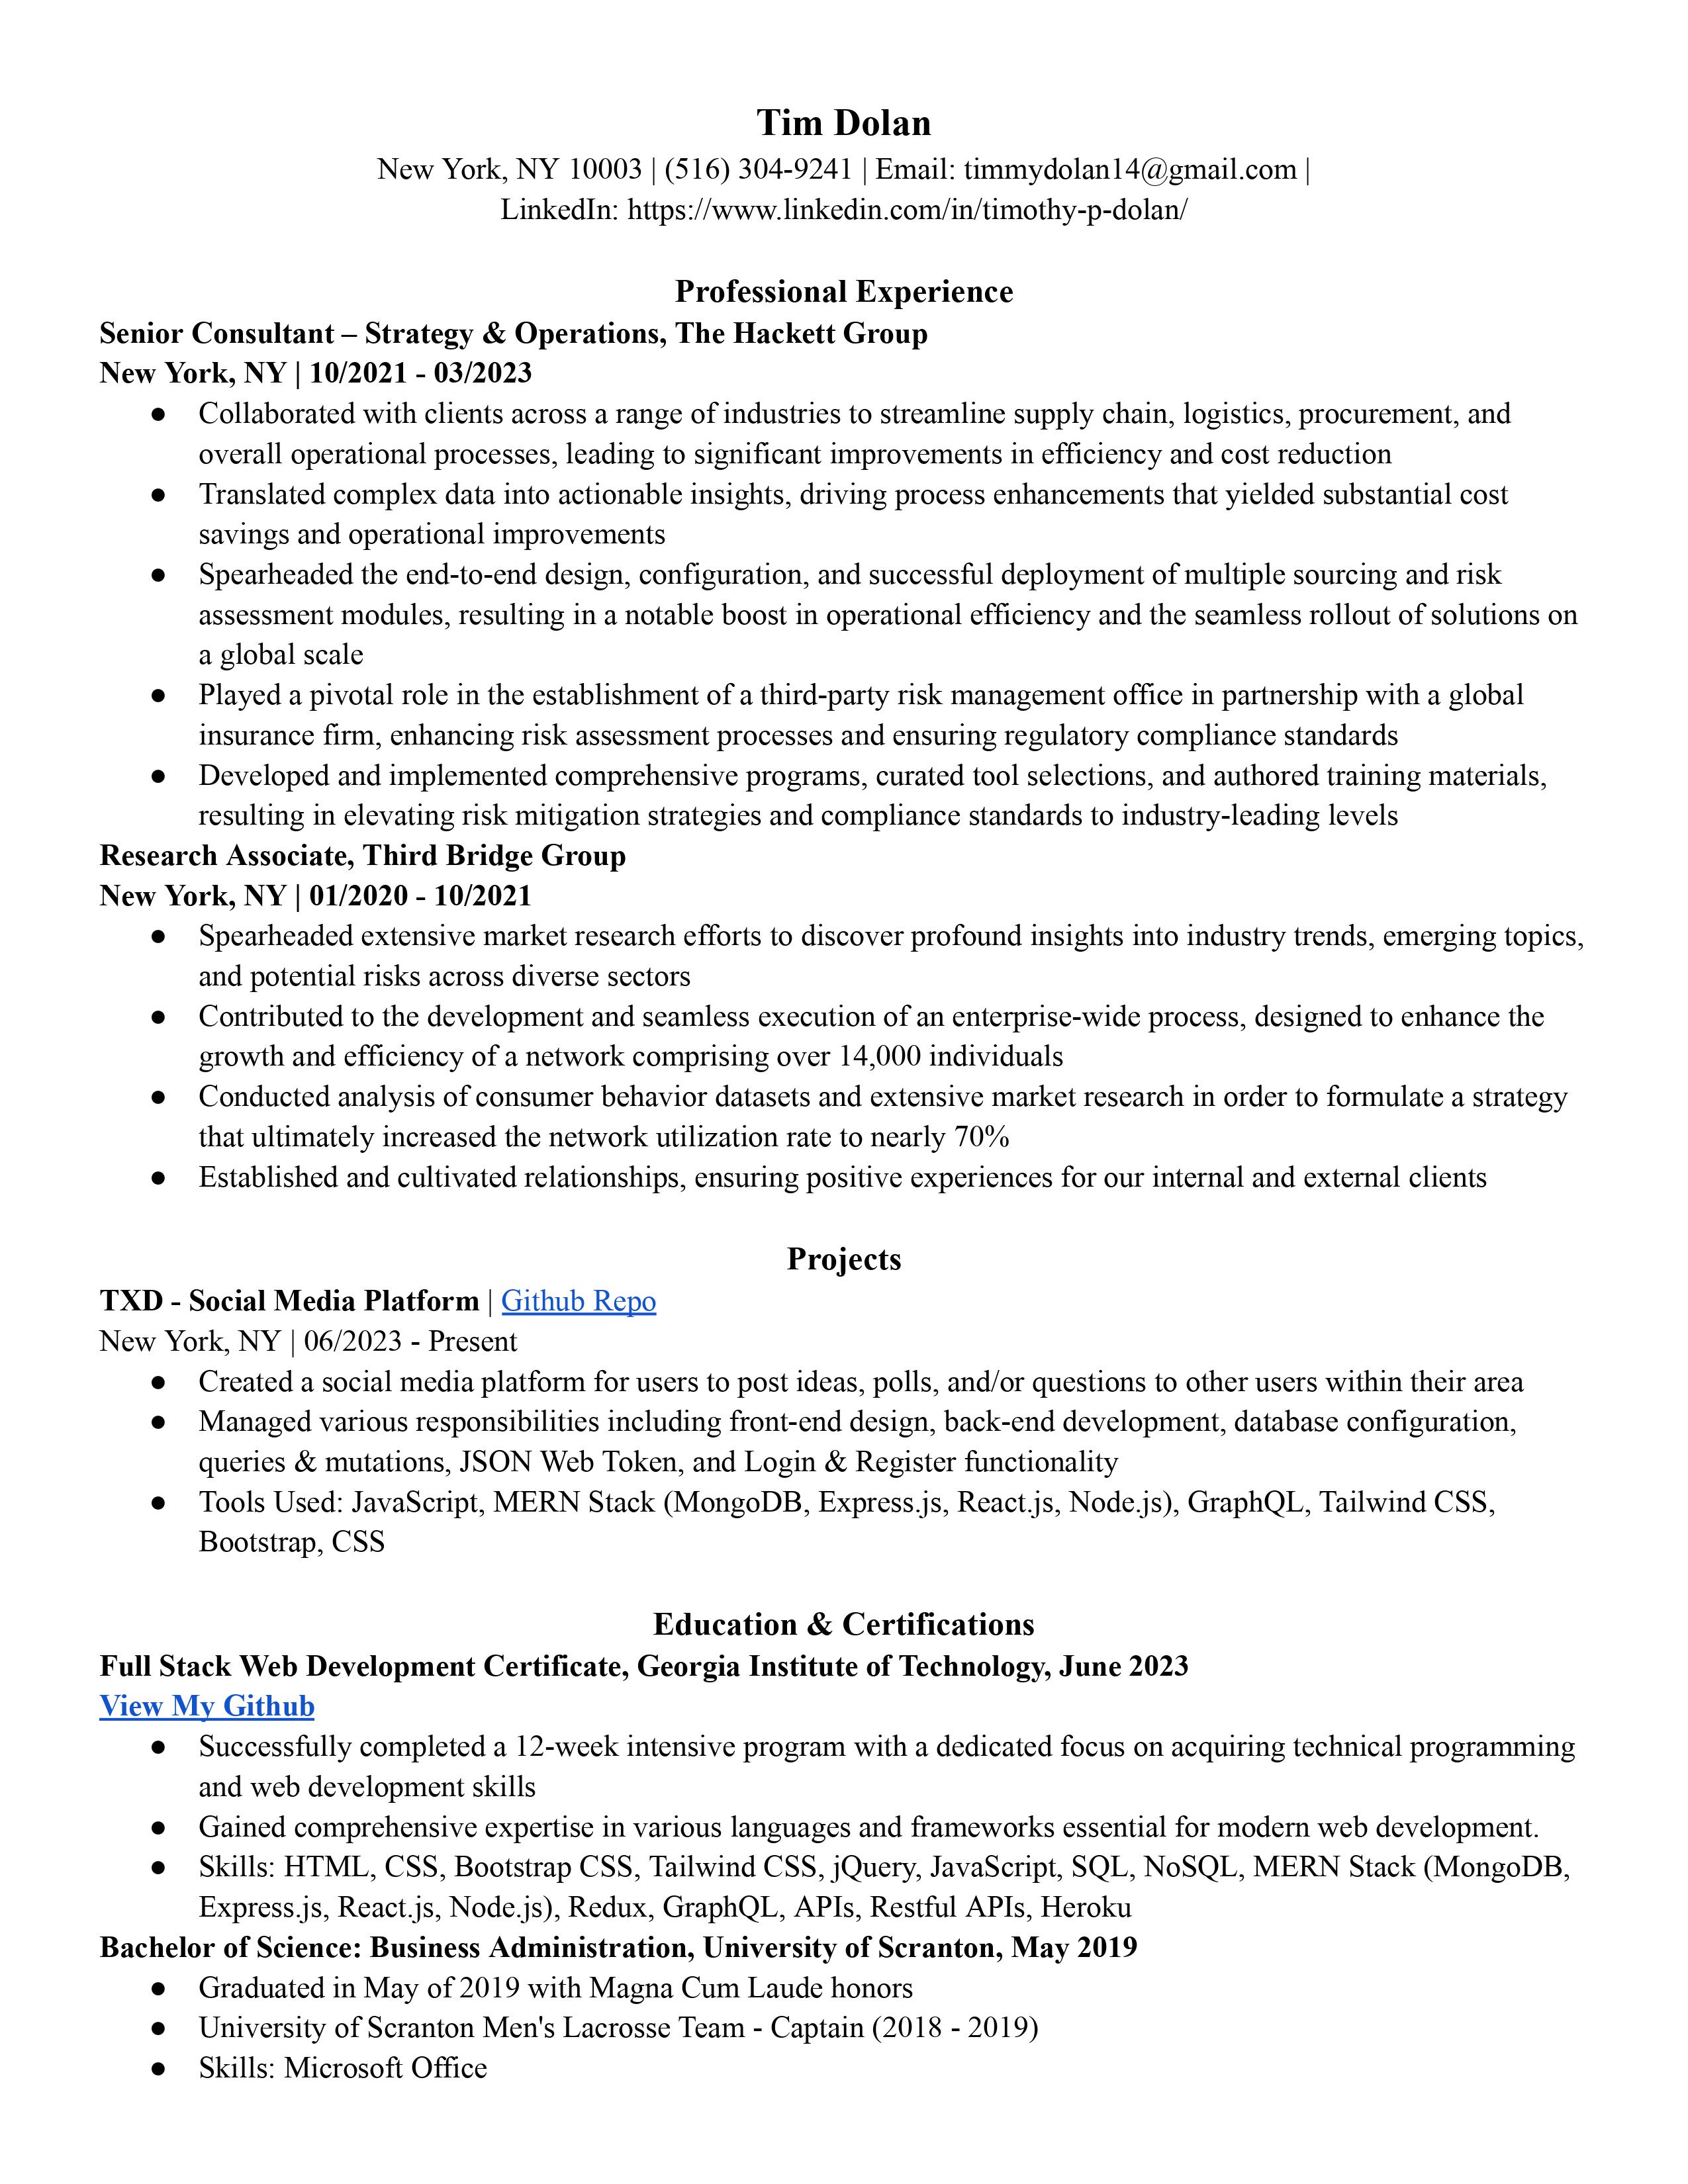 Tim Dolan
New York, NY 10003 | (516) 304-9241 | Email: timmydolan14@gmail.com |
LinkedIn: https://www.linkedin.com/in/timothy-p-dolan/
Professional Experience
Senior Consultant – Strategy & Operations, The Hackett Group
New York, NY | 10/2021 - 03/2023
● Collaborated with clients across a range of industries to streamline supply chain, logistics, procurement, and
overall operational processes, leading to significant improvements in efficiency and cost reduction
● Translated complex data into actionable insights, driving process enhancements that yielded substantial cost
savings and operational improvements
● Spearheaded the end-to-end design, configuration, and successful deployment of multiple sourcing and risk
assessment modules, resulting in a notable boost in operational efficiency and the seamless rollout of solutions on
a global scale
● Played a pivotal role in the establishment of a third-party risk management office in partnership with a global
insurance firm, enhancing risk assessment processes and ensuring regulatory compliance standards
● Developed and implemented comprehensive programs, curated tool selections, and authored training materials,
resulting in elevating risk mitigation strategies and compliance standards to industry-leading levels
Research Associate, Third Bridge Group
New York, NY | 01/2020 - 10/2021
● Spearheaded extensive market research efforts to discover profound insights into industry trends, emerging topics,
and potential risks across diverse sectors
● Contributed to the development and seamless execution of an enterprise-wide process, designed to enhance the
growth and efficiency of a network comprising over 14,000 individuals
● Conducted analysis of consumer behavior datasets and extensive market research in order to formulate a strategy
that ultimately increased the network utilization rate to nearly 70%
● Established and cultivated relationships, ensuring positive experiences for our internal and external clients
Projects
TXD - Social Media Platform | Github Repo
New York, NY | 06/2023 - Present
● Created a social media platform for users to post ideas, polls, and/or questions to other users within their area
● Managed various responsibilities including front-end design, back-end development, database configuration,
queries & mutations, JSON Web Token, and Login & Register functionality
● Tools Used: JavaScript, MERN Stack (MongoDB, Express.js, React.js, Node.js), GraphQL, Tailwind CSS,
Bootstrap, CSS
Education & Certifications
Full Stack Web Development Certificate, Georgia Institute of Technology, June 2023
View My Github
● Successfully completed a 12-week intensive program with a dedicated focus on acquiring technical programming
and web development skills
● Gained comprehensive expertise in various languages and frameworks essential for modern web development.
● Skills: HTML, CSS, Bootstrap CSS, Tailwind CSS, jQuery, JavaScript, SQL, NoSQL, MERN Stack (MongoDB,
Express.js, React.js, Node.js), Redux, GraphQL, APIs, Restful APIs, Heroku
Bachelor of Science: Business Administration, University of Scranton, May 2019
● Graduated in May of 2019 with Magna Cum Laude honors
● University of Scranton Men's Lacrosse Team - Captain (2018 - 2019)
● Skills: Microsoft Office